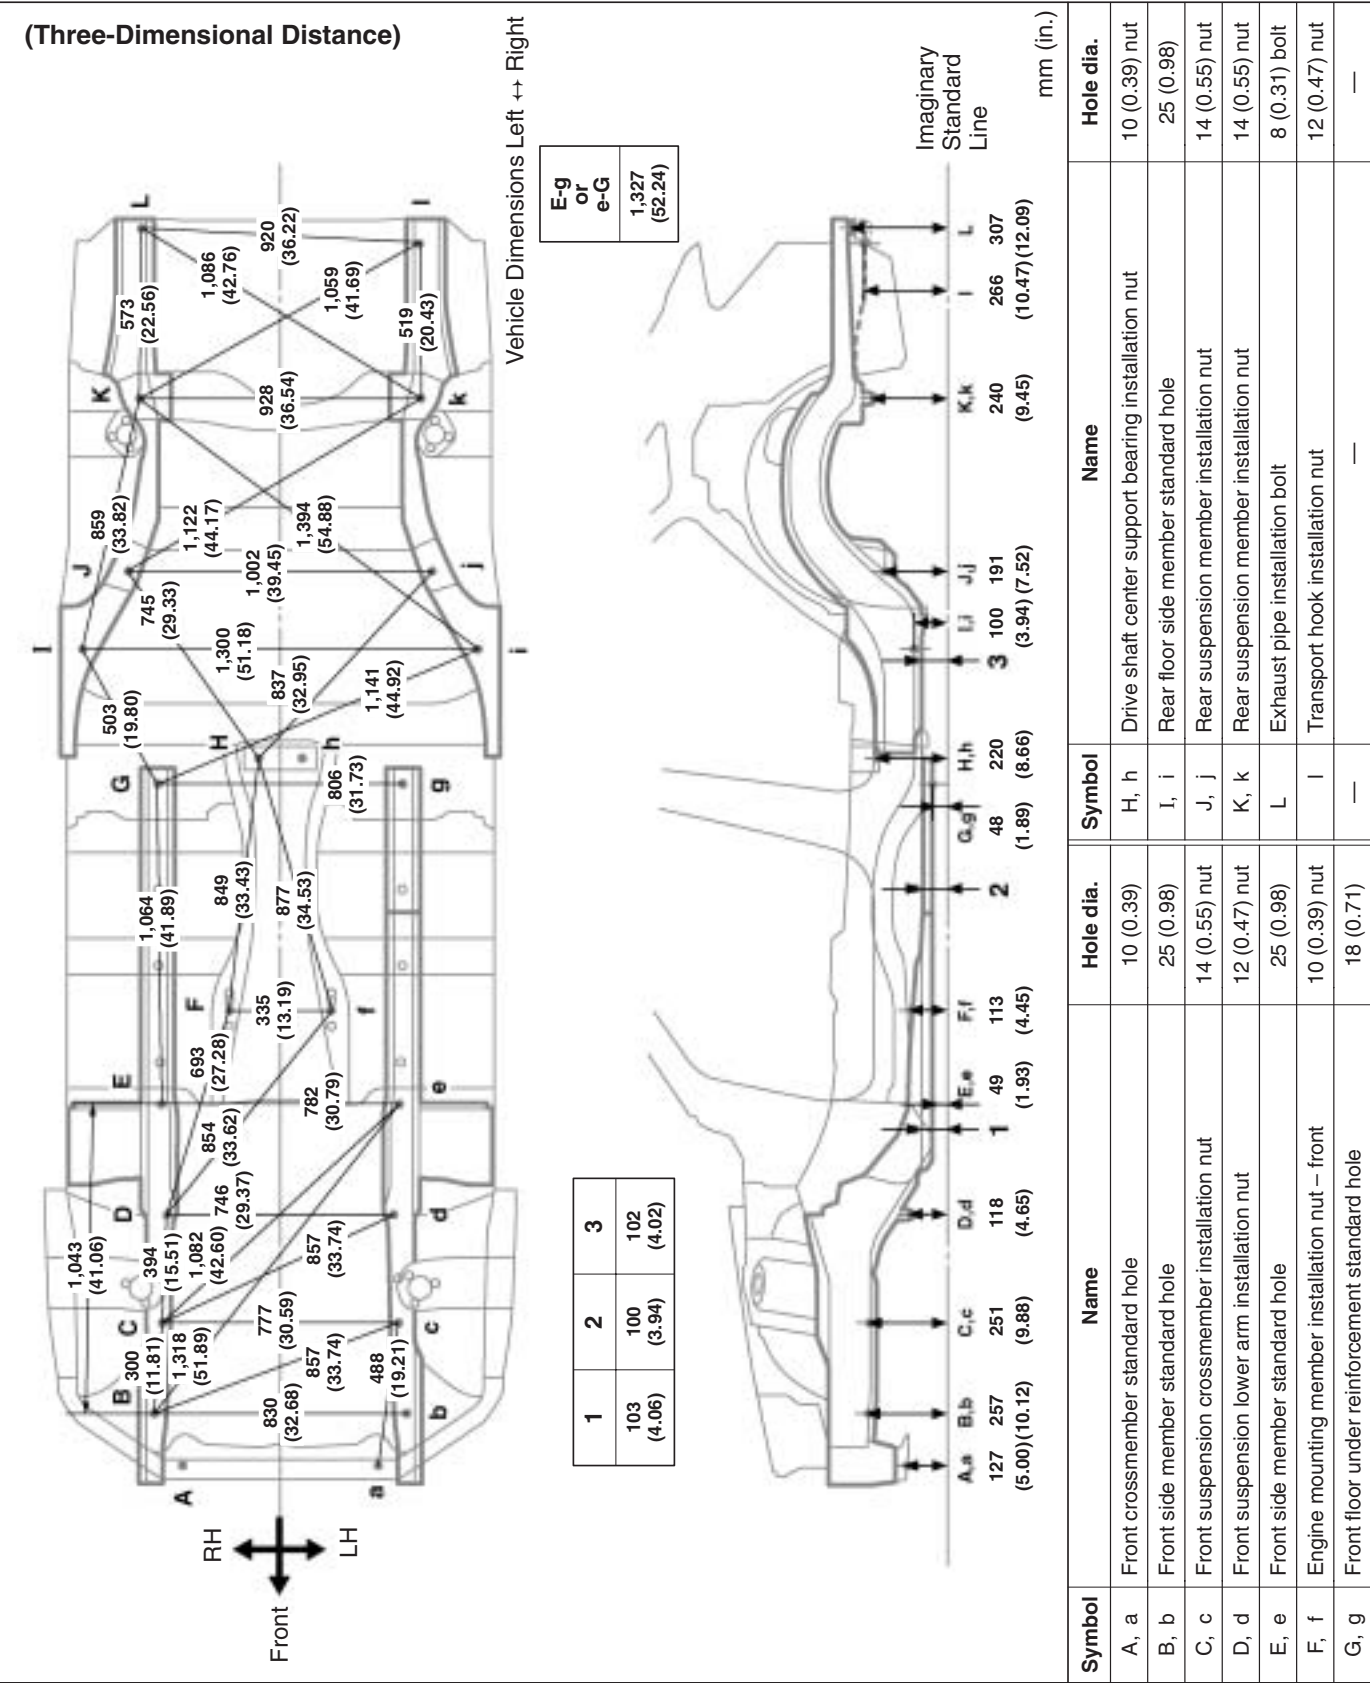 (Three-Dimensional Distance)
Vehicle Dimensions Left ↔ Right
Front
RH
LH
A
a
B
b
C
c
D
d
E
e
F
f
G
g
H
h
I
i
J
j
K
k
L
l
1,043
(41.06)
300
(11.81)
394
(15.51)
1,318
(51.89)
1,082
(42.60)
830
(32.68)
857
(33.74)
488
(19.21)
777
(30.59)
857
(33.74)
746
(29.37)
854
(33.62)
693
(27.28)
782
(30.79)
335
(13.19)
1,064
(41.89)
849
(33.43)
877
(34.53)
806
(31.73)
503
(19.80)
1,141
(44.92)
837
(32.95)
1,300
(51.18)
745
(29.33)
1,002
(39.45)
859
(33.82)
1,122
(44.17)
1,394
(54.88)
928
(36.54)
573
(22.56)
519
(20.43)
1,086
(42.76)
1,059
(41.69)
920
(36.22)
E-g
or
e-G
1,327
(52.24)
1 2 3
103 100 102
(4.06) (3.94) (4.02)
Imaginary
Standard
Line
1
2
3
A,a B,b C,c D,d E,e F,f G,g H,h I,i J,j K,k l L
127 257 251 118 49 113 48 220 100 191 240 266 307
(5.00) (10.12) (9.88) (4.65) (1.93) (4.45) (1.89) (8.66) (3.94) (7.52) (9.45) (10.47) (12.09)
mm (in.)
Symbol Name Hole dia. Symbol Name Hole dia.
A, a Front crossmember standard hole 10 (0.39) H, h Drive shaft center support bearing installation nut 10 (0.39) nut
B, b Front side member standard hole 25 (0.98) I, i Rear floor side member standard hole 25 (0.98)
C, c Front suspension crossmember installation nut 14 (0.55) nut J, j Rear suspension member installation nut 14 (0.55) nut
D, d Front suspension lower arm installation nut 12 (0.47) nut K, k Rear suspension member installation nut 14 (0.55) nut
E, e Front side member standard hole 25 (0.98) L Exhaust pipe installation bolt 8 (0.31) bolt
F, f Engine mounting member installation nut – front 10 (0.39) nut l Transport hook installation nut 12 (0.47) nut
G, g Front floor under reinforcement standard hole 18 (0.71) — — —